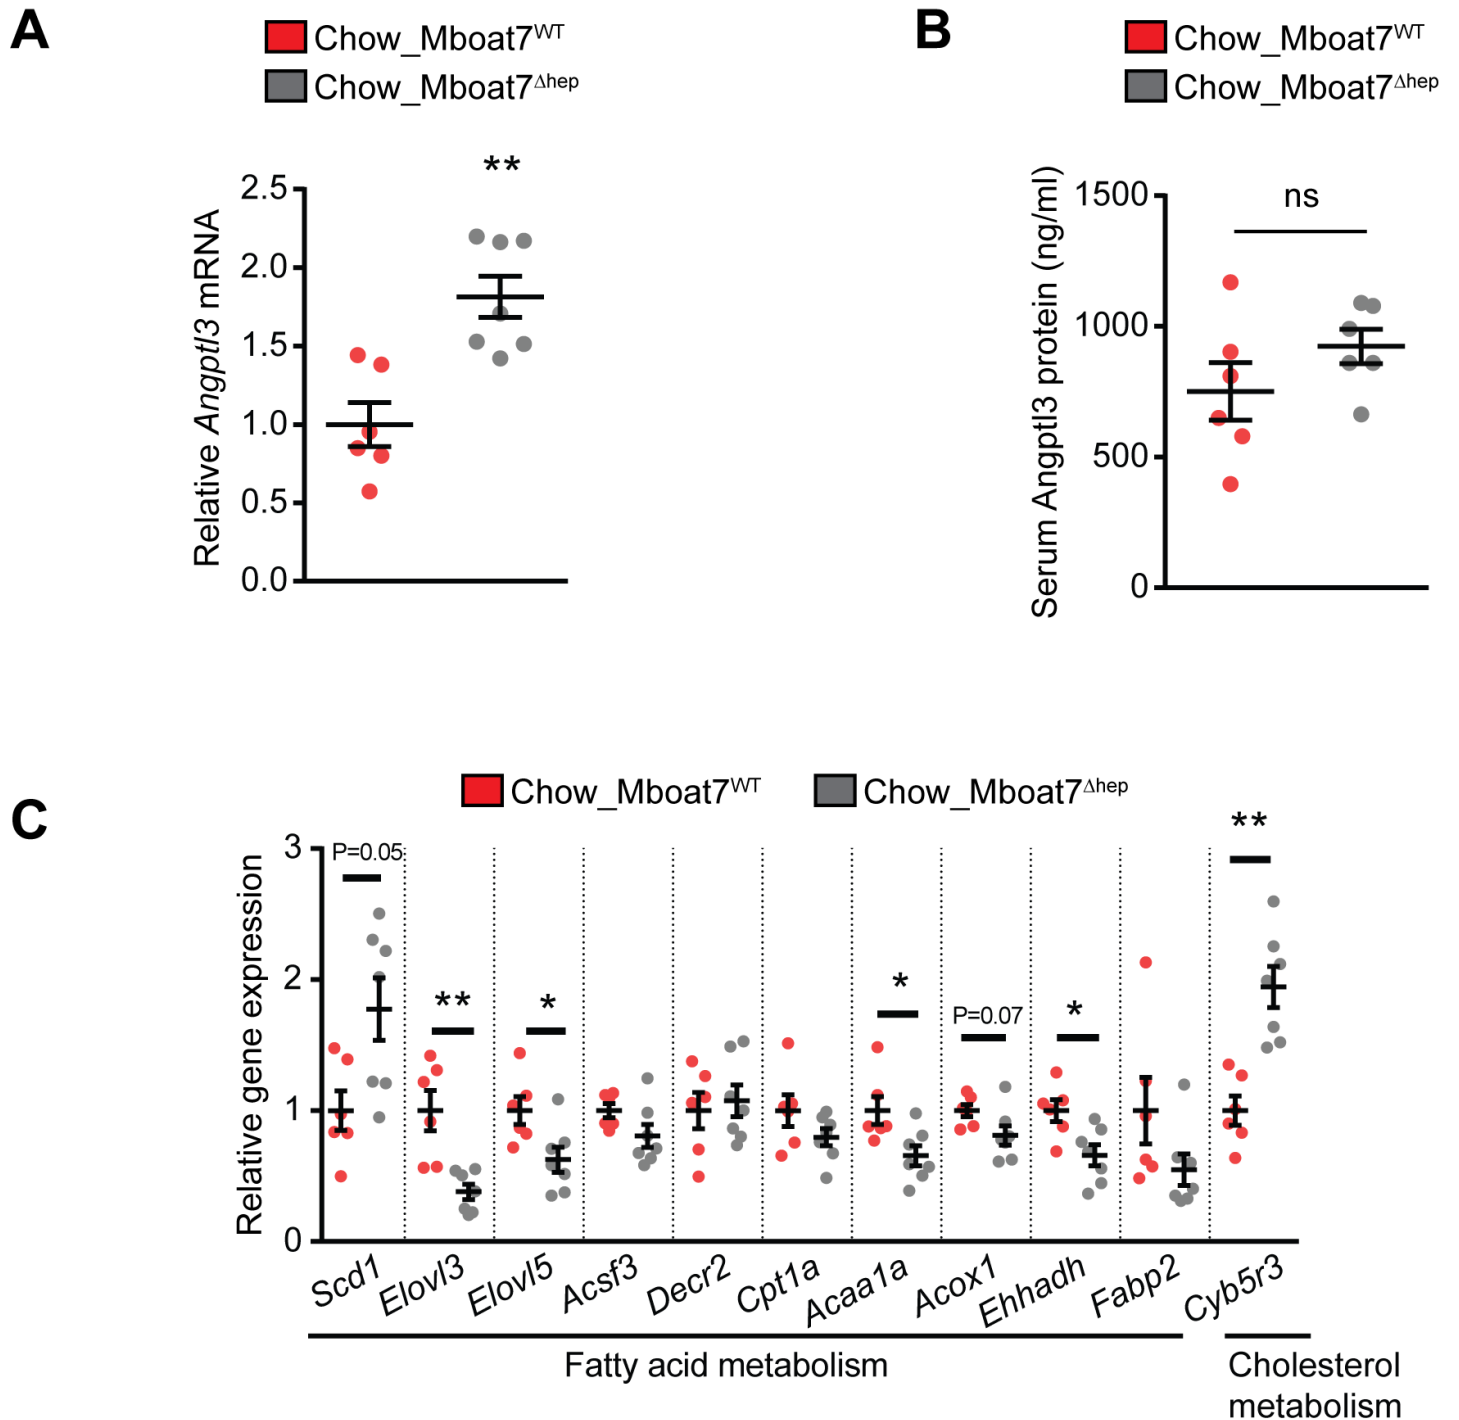 A
Chow_Mboat7WT
Chow_Mboat7Δhep
**
Relative Angptl3 mRNA
2.5
2.0
1.5
1.0
0.5
0.0
B
Chow_Mboat7WT
Chow_Mboat7Δhep
ns
Serum Angptl3 protein (ng/ml)
1500
1000
500
0
C
Chow_Mboat7WT
Chow_Mboat7Δhep
Relative gene expression
3
2
1
0
P=0.05
**
*
*
P=0.07
*
**
Scd1
Elovl3
Elovl5
Acsf3
Decr2
Cpt1a
Acaa1a
Acox1
Ehhadh
Fabp2
Cyb5r3
Fatty acid metabolism
Cholesterol
metabolism